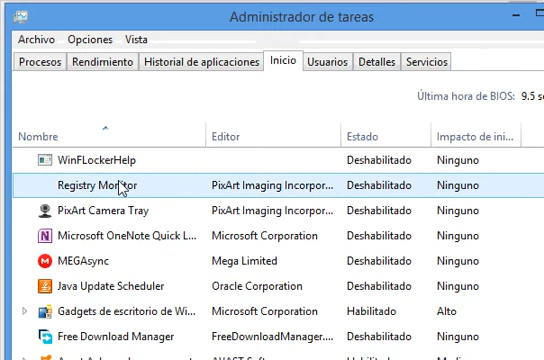 Administrador de tareas
Archivo Opciones Vista
Procesos Rendimiento Historial de aplicaciones Inicio Usuarios Detalles Servicios
Última hora de BIOS: 9.5 s
Nombre Editor Estado Impacto de ini...
WinFLockerHelp Deshabilitado Ninguno
Registry Monitor PixArt Imaging Incorpor... Deshabilitado Ninguno
PixArt Camera Tray PixArt Imaging Incorpor... Deshabilitado Ninguno
Microsoft OneNote Quick L... Microsoft Corporation Deshabilitado Ninguno
MEGAsync Mega Limited Deshabilitado Ninguno
Java Update Scheduler Oracle Corporation Deshabilitado Ninguno
Gadgets de escritorio de Wi... Microsoft Corporation Habilitado Alto
Free Download Manager FreeDownloadManager.... Deshabilitado Ninguno